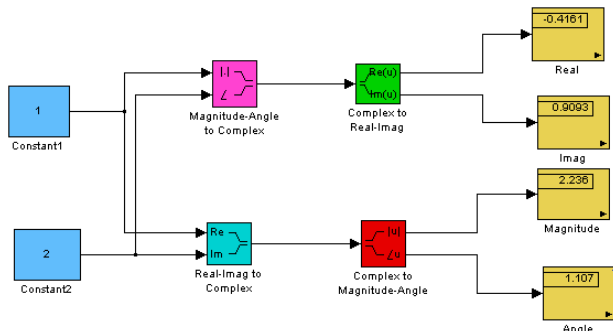 -0.4161
Real
1
Constant1
|.|
∠
Magnitude-Angle
to Complex
Re(u)
Im(u)
Complex to
Real-Imag
0.9093
Imag
2
Constant2
Re
Im
Real-Imag to
Complex
|u|
∠u
Complex to
Magnitude-Angle
2.236
Magnitude
1.107
Angle